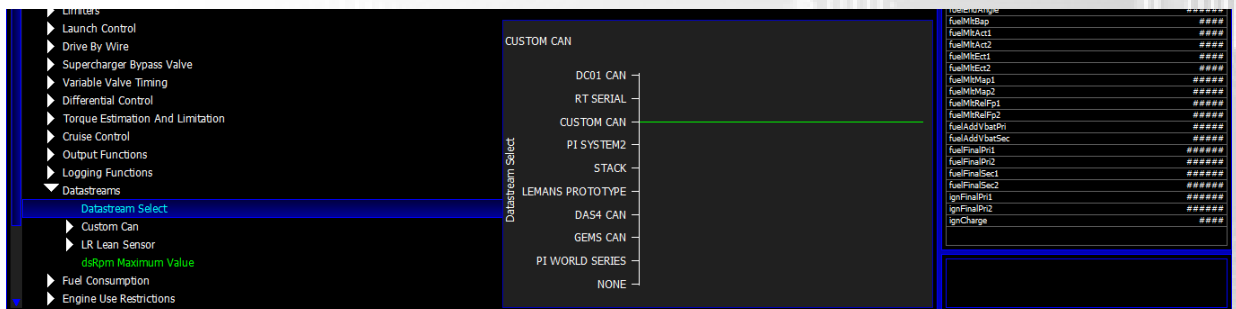 Limiters
Launch Control
Drive By Wire
Supercharger Bypass Valve
Variable Valve Timing
Differential Control
Torque Estimation And Limitation
Cruise Control
Output Functions
Logging Functions
Datastreams
Datastream Select
Custom Can
LR Lean Sensor
dsRpm Maximum Value
Fuel Consumption
Engine Use Restrictions
CUSTOM CAN
Datastream Select
DC01 CAN
RT SERIAL
CUSTOM CAN
PI SYSTEM2
STACK
LEMANS PROTOTYPE
DAS4 CAN
GEMS CAN
PI WORLD SERIES
NONE
fuelEndAngle ######
fuelMltBap ####
fuelMltAct1 ####
fuelMltAct2 ####
fuelMltEct1 ####
fuelMltEct2 ####
fuelMltMap1 #####
fuelMltMap2 #####
fuelMltRelFp1 #####
fuelMltRelFp2 #####
fuelAddVbatPri #####
fuelAddVbatSec #####
fuelFinalPri1 ######
fuelFinalPri2 ######
fuelFinalSec1 ######
fuelFinalSec2 ######
ignFinalPri1 ######
ignFinalPri2 ######
ignCharge ####